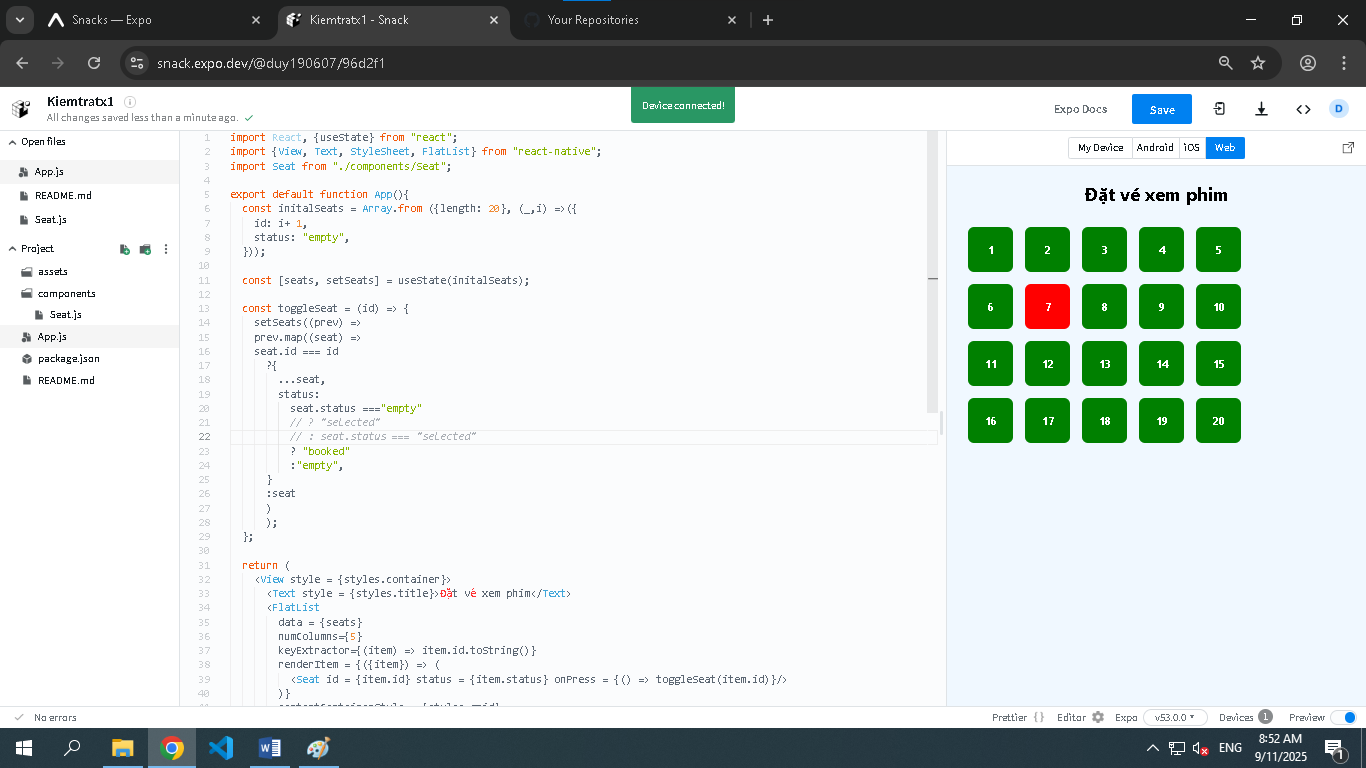 Snacks — Expo
Kiemtratx1 - Snack
Your Repositories
snack.expo.dev/@duy190607/96d2f1
Kiemtratx1
All changes saved less than a minute ago.
Device connected!
Expo Docs
Save
D
Open files
App.js
README.md
Seat.js
Project
assets
components
Seat.js
App.js
package.json
README.md
1 import React, {useState} from "react";
2 import {View, Text, StyleSheet, FlatList} from "react-native";
3 import Seat from "./components/Seat";
4
5 export default function App(){
6 const initalSeats = Array.from ({length: 20}, (_,i) =>({
7 id: i+ 1,
8 status: "empty",
9 }));
10
11 const [seats, setSeats] = useState(initalSeats);
12
13 const toggleSeat = (id) => {
14 setSeats((prev) =>
15 prev.map((seat) =>
16 seat.id === id
17 ?{
18 ...seat,
19 status:
20 seat.status ==="empty"
21 // ? "selected"
22 // : seat.status === "selected"
23 ? "booked"
24 :"empty",
25 }
26 :seat
27 )
28 );
29 };
30
31 return (
32 <View style = {styles.container}>
33 <Text style = {styles.title}>Đặt vé xem phim</Text>
34 <FlatList
35 data = {seats}
36 numColumns={5}
37 keyExtractor={(item) => item.id.toString()}
38 renderItem = {({item}) => (
39 <Seat id = {item.id} status = {item.status} onPress = {() => toggleSeat(item.id)}/>
40 )}
My Device Android iOS Web
Đặt vé xem phim
1 2 3 4 5
6 7 8 9 10
11 12 13 14 15
16 17 18 19 20
No errors
Prettier {} Editor Expo v53.0.0 Devices 1 Preview
ENG
8:52 AM
9/11/2025
1